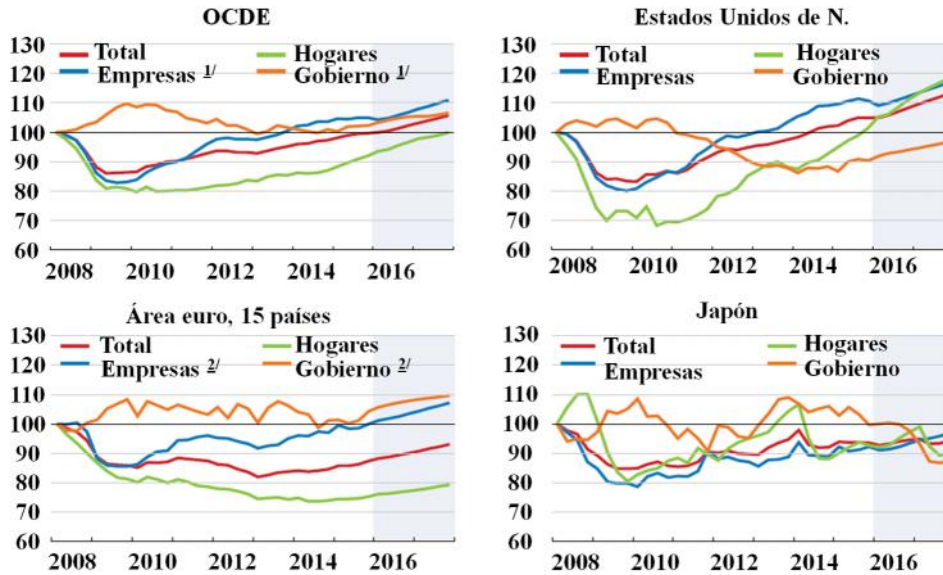 OCDE
130
120
110
100
90
80
70
60
Total
Empresas 1/
Hogares
Gobierno 1/
2008 2010 2012 2014 2016
Estados Unidos de N.
130
120
110
100
90
80
70
60
Total
Empresas
Hogares
Gobierno
2008 2010 2012 2014 2016
Área euro, 15 países
130
120
110
100
90
80
70
60
Total
Empresas 2/
Hogares
Gobierno 2/
2008 2010 2012 2014 2016
Japón
130
120
110
100
90
80
70
60
Total
Empresas
Hogares
Gobierno
2008 2010 2012 2014 2016